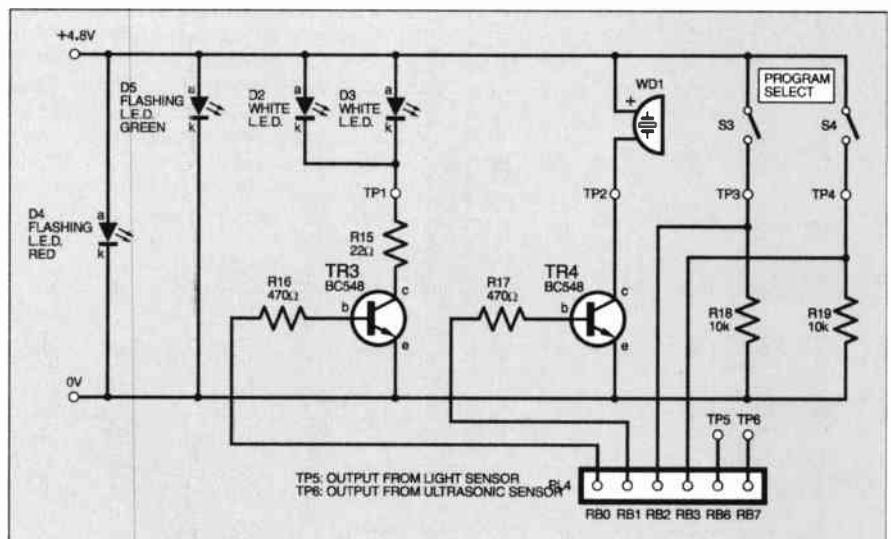 +4.8V
D5
FLASHING
L.E.D.
GREEN
a
k
D2
WHITE
L.E.D.
a
k
D3
WHITE
L.E.D.
a
k
WD1
+
PROGRAM
SELECT
S3
S4
TP1
TP2
TP3
TP4
D4
FLASHING
L.E.D.
RED
a
k
R15
22Ω
R16
470Ω
TR3
BC548
b
c
e
R17
470Ω
TR4
BC548
b
c
e
R18
10k
R19
10k
0V
TP5
TP6
TP5: OUTPUT FROM LIGHT SENSOR
TP6: OUTPUT FROM ULTRASONIC SENSOR
PL4
RB0 RB1 RB2 RB3 RB6 RB7